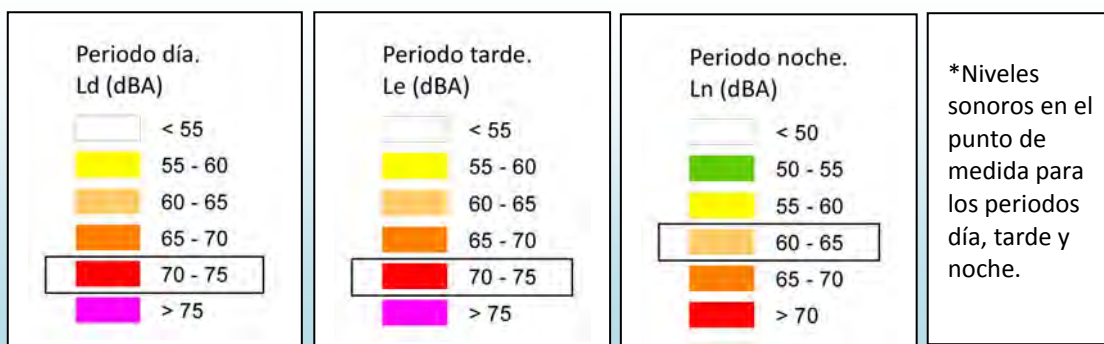 Periodo día.
Ld (dBA)
< 55
55 - 60
60 - 65
65 - 70
70 - 75
> 75
Periodo tarde.
Le (dBA)
< 55
55 - 60
60 - 65
65 - 70
70 - 75
> 75
Periodo noche.
Ln (dBA)
< 50
50 - 55
55 - 60
60 - 65
65 - 70
> 70
*Niveles
sonoros en el
punto de
medida para
los periodos
día, tarde y
noche.